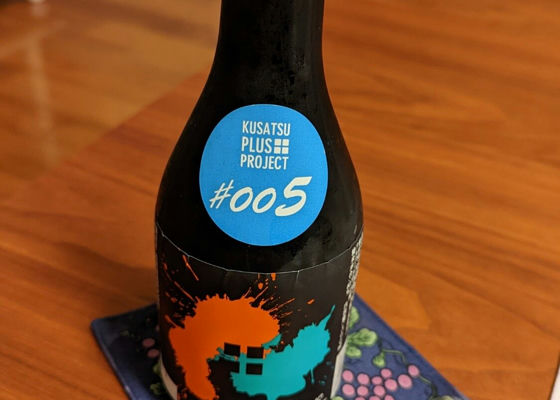 KUSATSU
PLUS
PROJECT
#005